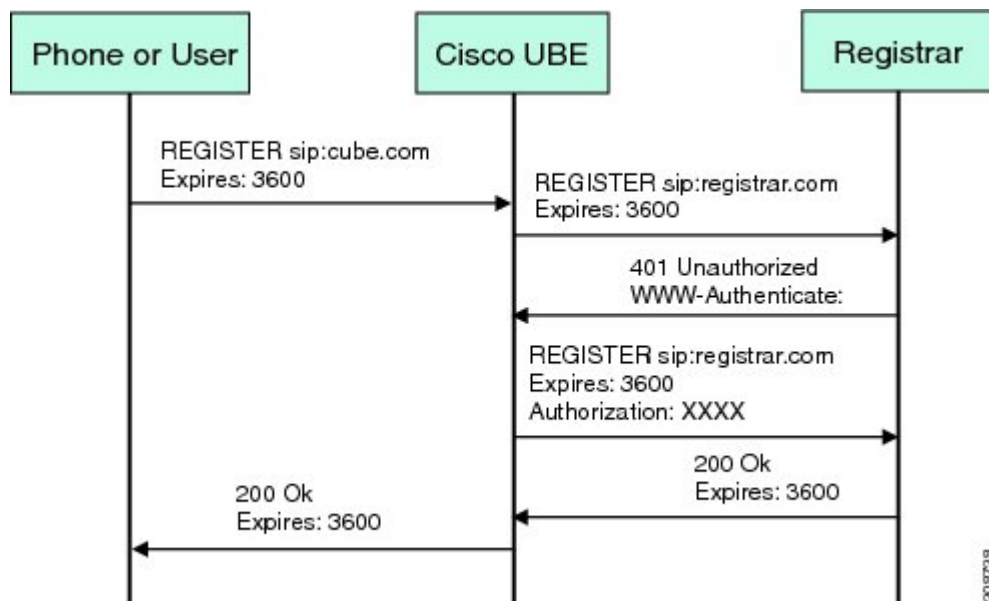 Phone or User
Cisco UBE
Registrar
REGISTER sip:cube.com
Expires: 3600
REGISTER sip:registrar.com
Expires: 3600
401 Unauthorized
WWW-Authenticate:
REGISTER sip:registrar.com
Expires: 3600
Authorization: XXXX
200 Ok
Expires: 3600
200 Ok
Expires: 3600